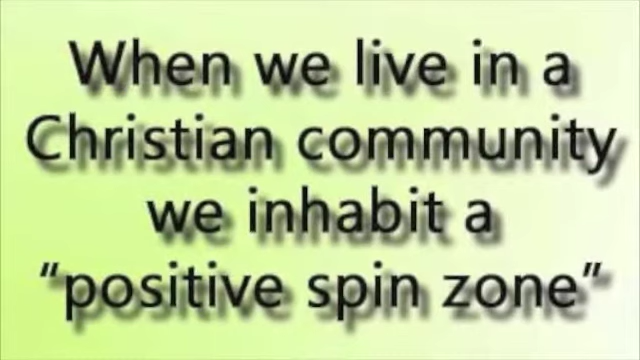 When we live in a
Christian community
we inhabit a
“positive spin zone”